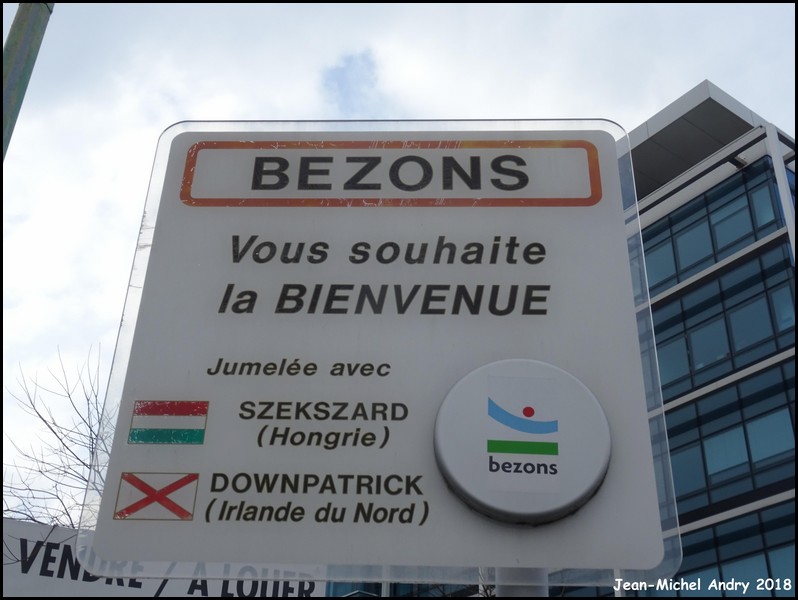 BEZONS
Vous souhaite
la BIENVENUE
Jumelée avec
SZEKSZARD
(Hongrie)
DOWNPATRICK
(Irlande du Nord)
bezons
VENDRE / A LOUER
Jean-Michel Andry 2018